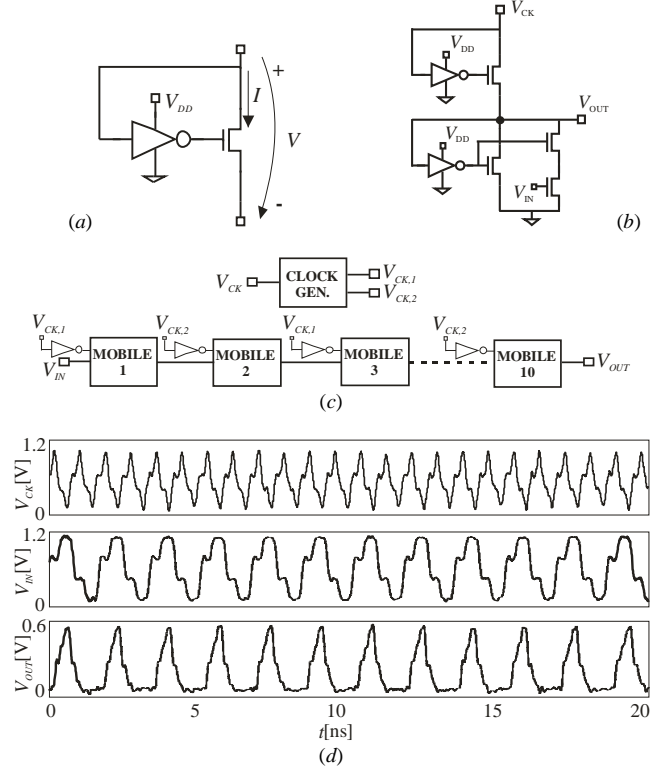 V_DD
I
+
V
-
(a)
V_CK
V_DD
V_OUT
V_DD
V_IN
(b)
V_CK
CLOCK
GEN.
V_CK,1
V_CK,2
V_CK,1
V_IN
MOBILE
1
V_CK,2
MOBILE
2
V_CK,1
MOBILE
3
V_CK,2
MOBILE
10
V_OUT
(c)
1.2
V_CK[V]
0
1.2
V_IN[V]
0
0.6
V_OUT[V]
0
0 5 10 15 20
t[ns]
(d)